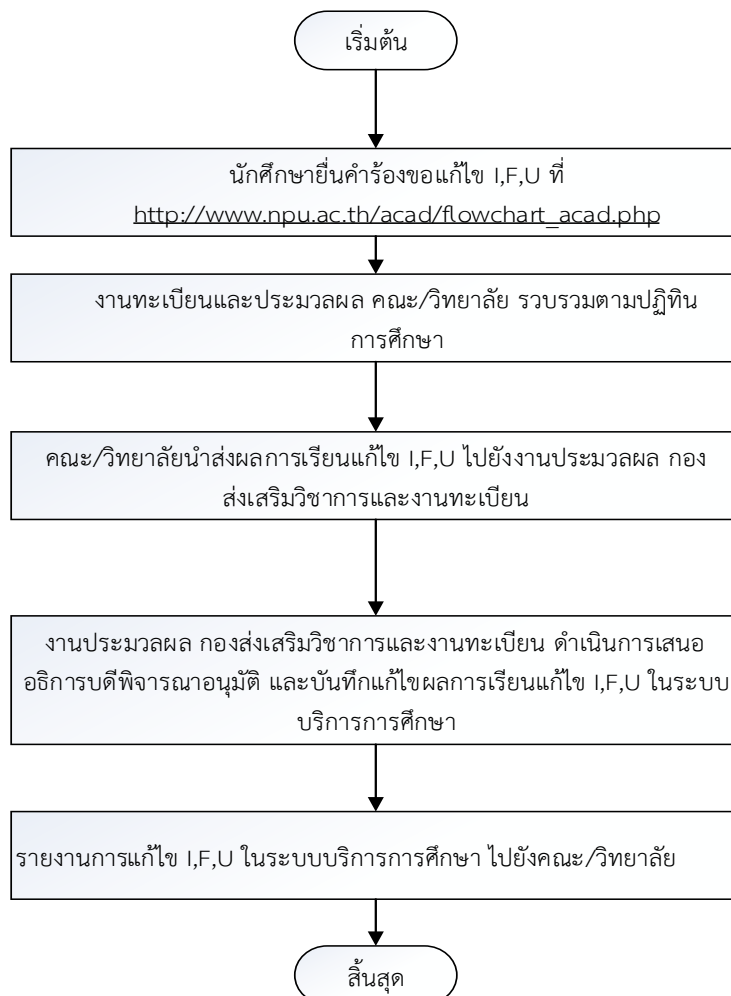 เริ่มต้น
นักศึกษายื่นคำร้องขอแก้ไข I,F,U ที่
http://www.npu.ac.th/acad/flowchart_acad.php
งานทะเบียนและประมวลผล คณะ/วิทยาลัย รวบรวมตามปฏิทิน
การศึกษา
คณะ/วิทยาลัยนำส่งผลการเรียนแก้ไข I,F,U ไปยังงานประมวลผล กอง
ส่งเสริมวิชาการและงานทะเบียน
งานประมวลผล กองส่งเสริมวิชาการและงานทะเบียน ดำเนินการเสนอ
อธิการบดีพิจารณาอนุมัติ และบันทึกแก้ไขผลการเรียนแก้ไข I,F,U ในระบบ
บริการการศึกษา
รายงานการแก้ไข I,F,U ในระบบบริการการศึกษา ไปยังคณะ/วิทยาลัย
สิ้นสุด